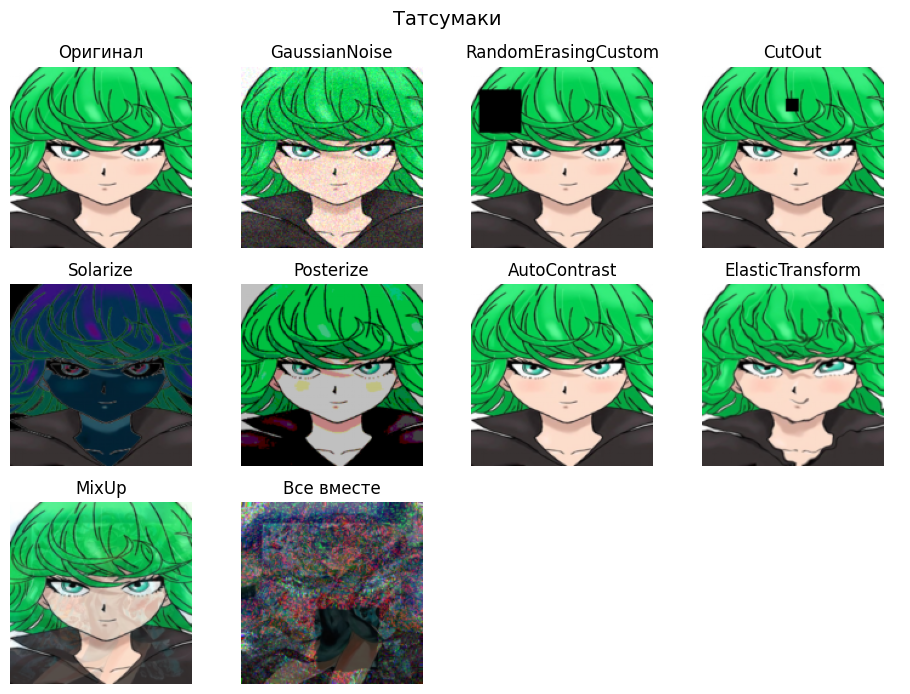 Татсумаки
Оригинал
GaussianNoise
RandomErasingCustom
CutOut
Solarize
Posterize
AutoContrast
ElasticTransform
MixUp
Все вместе